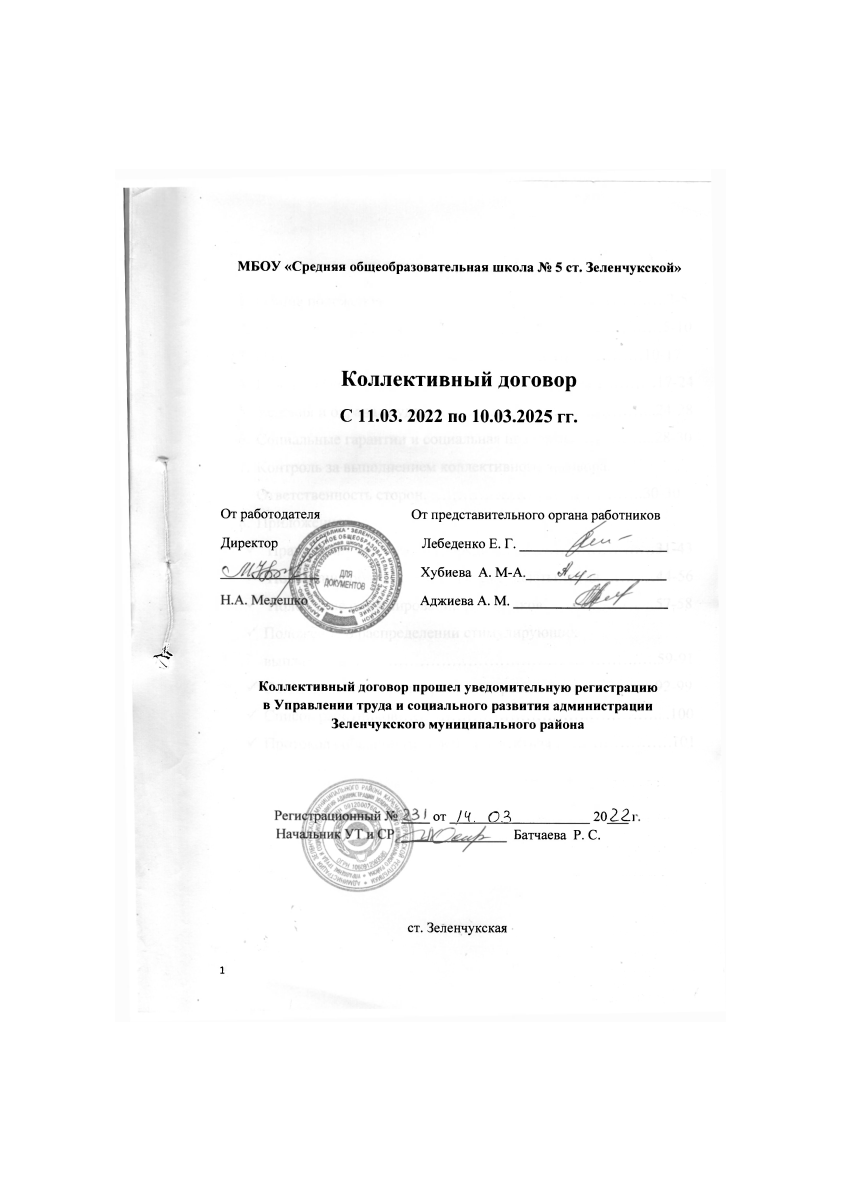 МБОУ «Средняя общеобразовательная школа № 5 ст. Зеленчукской»
Коллективный договор
С 11.03. 2022 по 10.03.2025 гг.
От работодателя От представительного органа работников
Директор Лебеденко Е. Г.
Хубиева А. М-А.
Н.А. Мелешко Аджиева А. М.
ДЛЯ
ДОКУМЕНТОВ
Коллективный договор прошел уведомительную регистрацию
в Управлении труда и социального развития администрации
Зеленчукского муниципального района
Регистрационный № 231 от 14. 03 2022г.
Начальник УТ и СР Батчаева Р. С.
ст. Зеленчукская
1